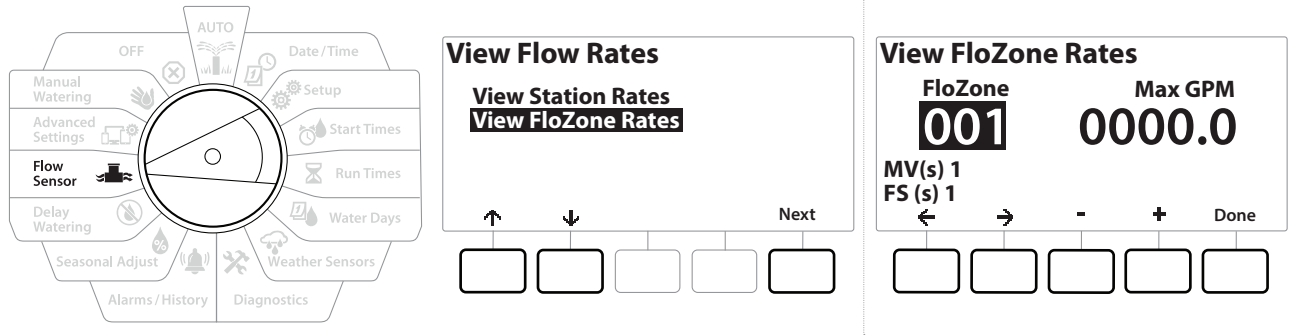 AUTO
OFF
Date/Time
Manual
Watering
Setup
Advanced
Settings
Start Times
Flow
Sensor
Run Times
Delay
Watering
Water Days
Seasonal Adjust
Weather Sensors
Alarms/History
Diagnostics
View Flow Rates
View Station Rates
View FloZone Rates
Next
View FloZone Rates
FloZone
Max GPM
001
0000.0
MV(s) 1
FS (s) 1
- + Done